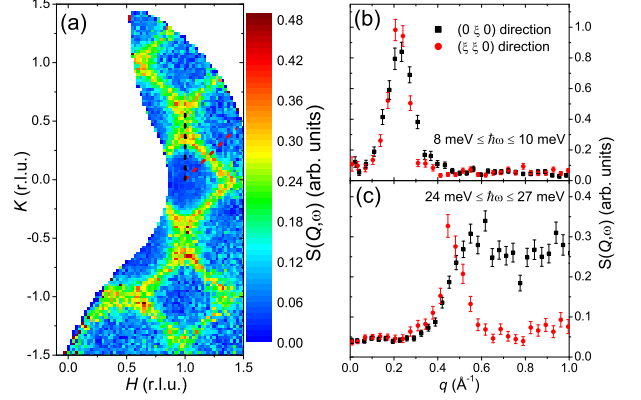 (a)
K (r.l.u.)
1.5
1.0
0.5
0.0
-0.5
-1.0
-1.5
0.0 0.5 1.0 1.5
H (r.l.u.)
0.48
0.42
0.36
0.30
0.24
0.18
0.12
0.06
0.00
S(Q,ω) (arb. units)
(b)
(0 ξ 0) direction
(ξ ξ 0) direction
8 meV ≤ ħω ≤ 10 meV
1.0
0.8
0.6
0.4
0.2
0.0
(c)
24 meV ≤ ħω ≤ 27 meV
0.4
0.3
0.2
0.1
0.0
S(Q,ω) (arb. units)
0.0 0.2 0.4 0.6 0.8 1.0
q (Å⁻¹)